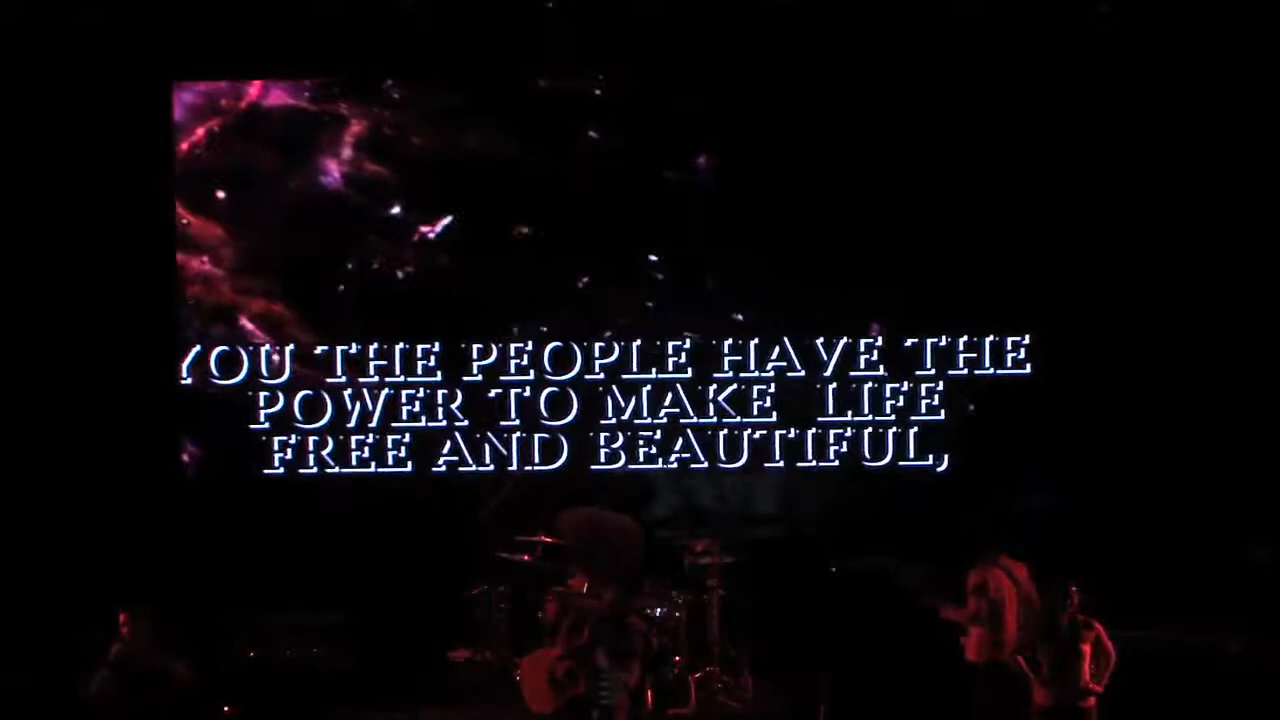 YOU THE PEOPLE HAVE THE
POWER TO MAKE LIFE
FREE AND BEAUTIFUL,